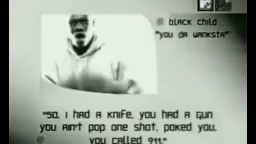 @ black child
"you da wanksta"
"so, i had a knife, you had a gun
you ain't pop one shot, poked you,
you called 911"